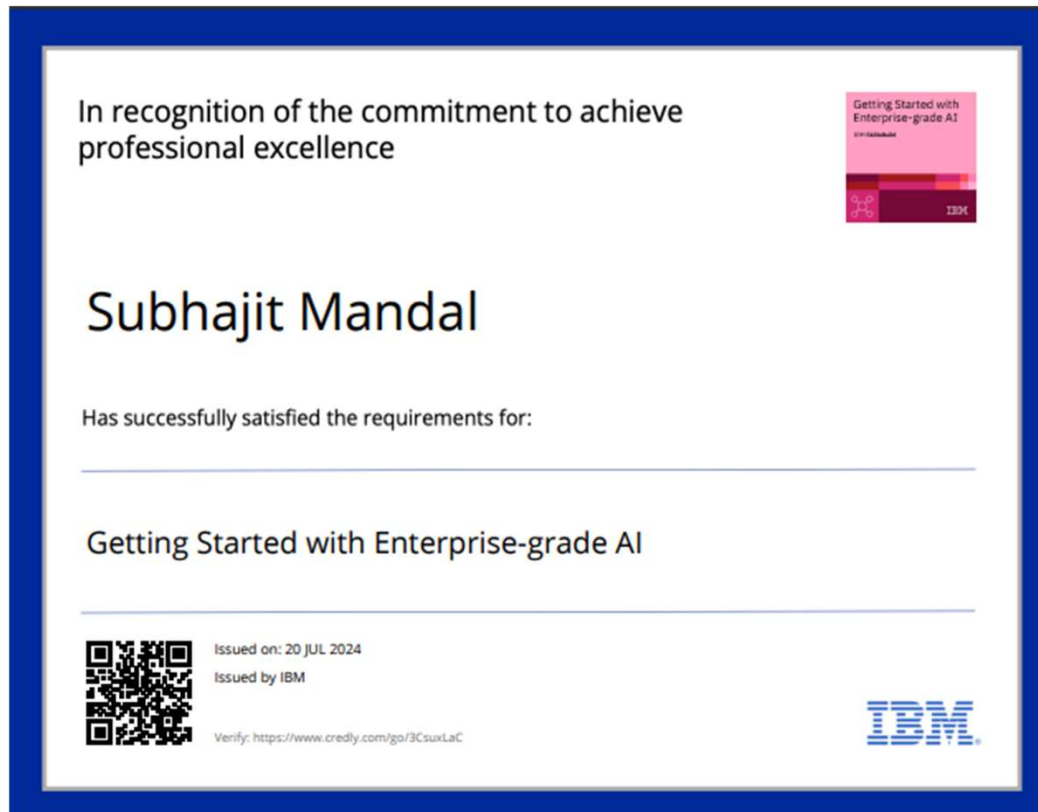 In recognition of the commitment to achieve
professional excellence
Getting Started with
Enterprise-grade AI
IBM
Subhajit Mandal
Has successfully satisfied the requirements for:
Getting Started with Enterprise-grade AI
Issued on: 20 JUL 2024
Issued by IBM
Verify: https://www.credly.com/go/3CsuxLaC
IBM